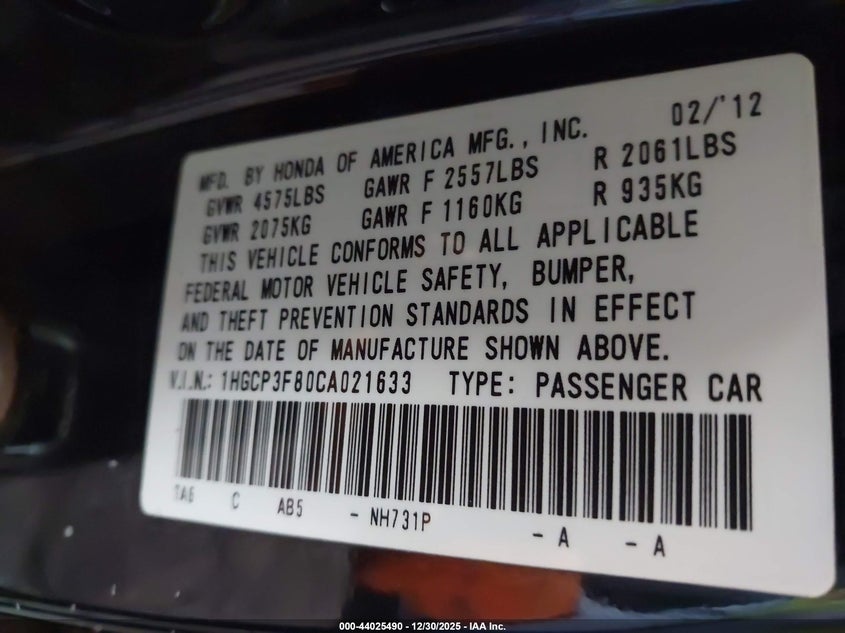 MFD. BY HONDA OF AMERICA MFG., INC. 02/'12
GVWR 4575LBS GAWR F 2557LBS R 2061LBS
GVWR 2075KG GAWR F 1160KG R 935KG
THIS VEHICLE CONFORMS TO ALL APPLICABLE
FEDERAL MOTOR VEHICLE SAFETY, BUMPER,
AND THEFT PREVENTION STANDARDS IN EFFECT
ON THE DATE OF MANUFACTURE SHOWN ABOVE.
V.I.N.: 1HGCP3F80CA021633 TYPE: PASSENGER CAR
TA6 C AB5 - NH731P - A - A
000-44025490 - 12/30/2025 - IAA Inc.